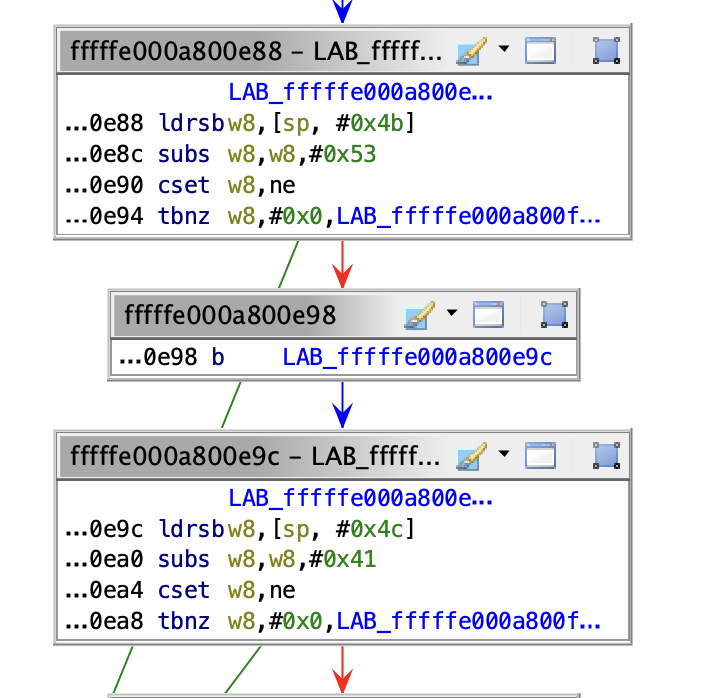 fffffe000a800e88 – LAB_fffff...
LAB_fffffe000a800e...
...0e88 ldrsb w8,[sp, #0x4b]
...0e8c subs w8,w8,#0x53
...0e90 cset w8,ne
...0e94 tbnz w8,#0x0,LAB_fffffe000a800f...
fffffe000a800e98
...0e98 b LAB_fffffe000a800e9c
fffffe000a800e9c – LAB_fffff...
LAB_fffffe000a800e...
...0e9c ldrsb w8,[sp, #0x4c]
...0ea0 subs w8,w8,#0x41
...0ea4 cset w8,ne
...0ea8 tbnz w8,#0x0,LAB_fffffe000a800f...